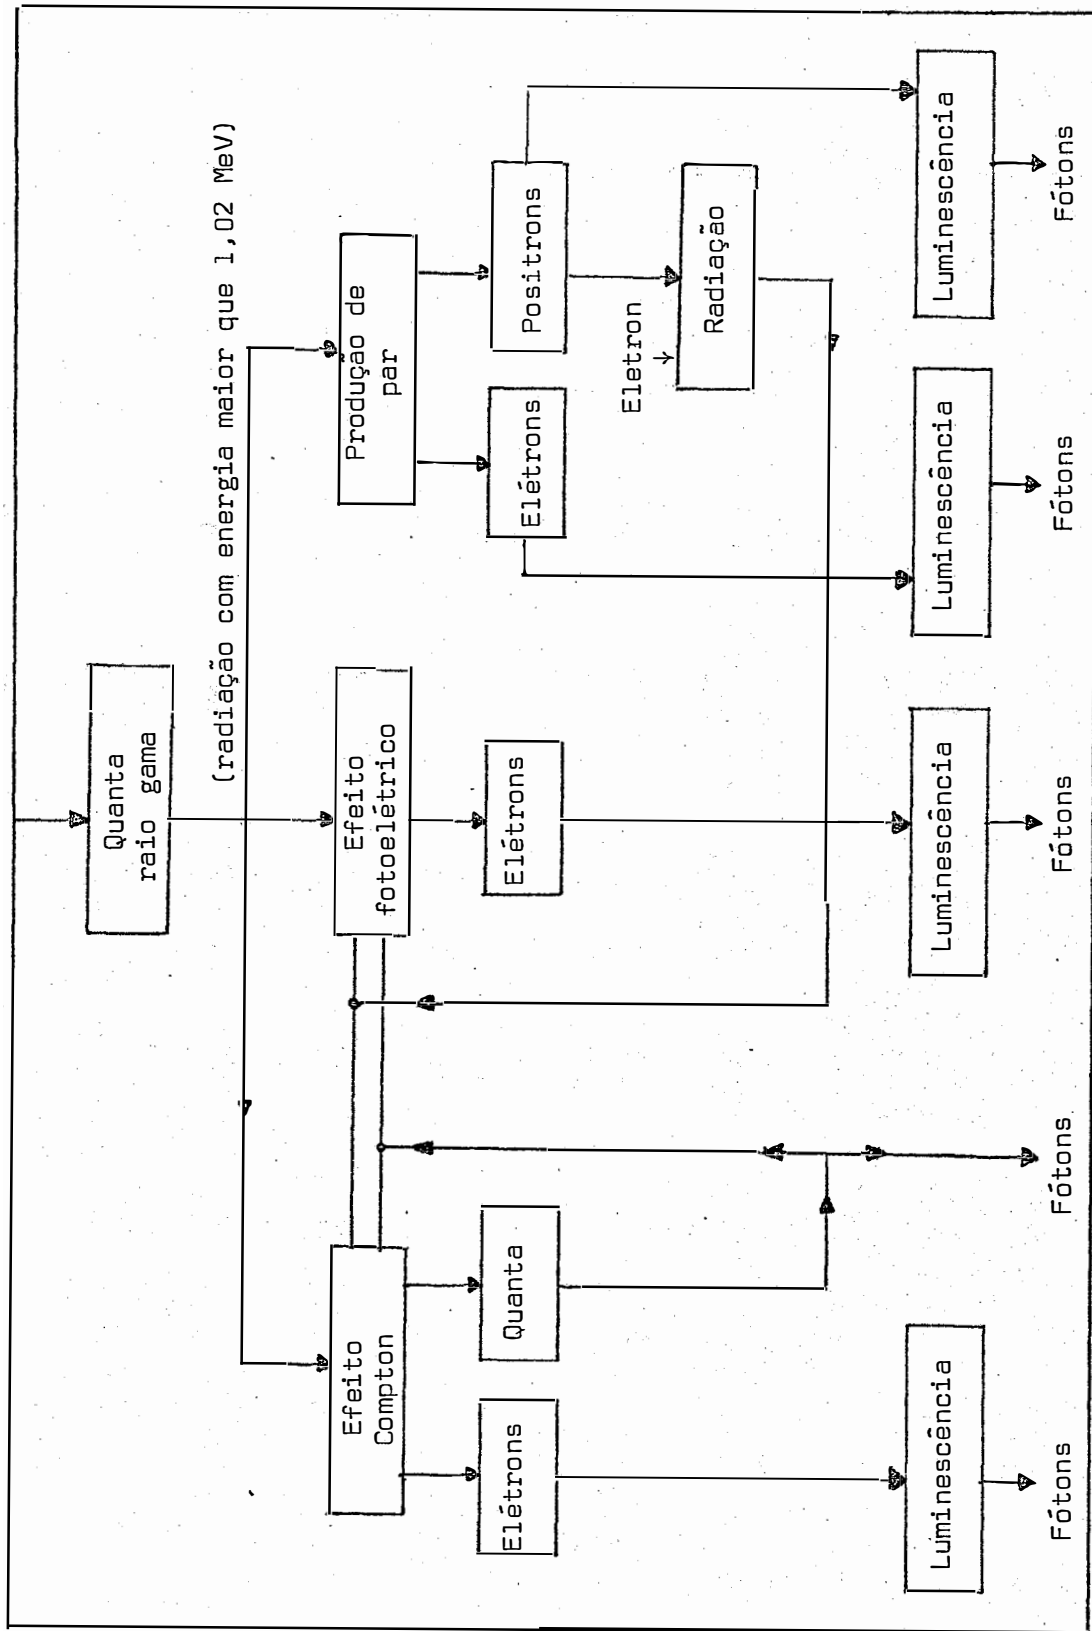 Quanta
raio gama
(radiação com energia maior que 1,02 MeV)
Efeito
Compton
Efeito
fotoelétrico
Produção de
par
Elétrons
Quanta
Elétrons
Elétrons
Positrons
Eletron
↓
Radiação
Luminescência
Luminescência
Luminescência
Luminescência
Fótons
Fótons
Fótons
Fótons
Fótons